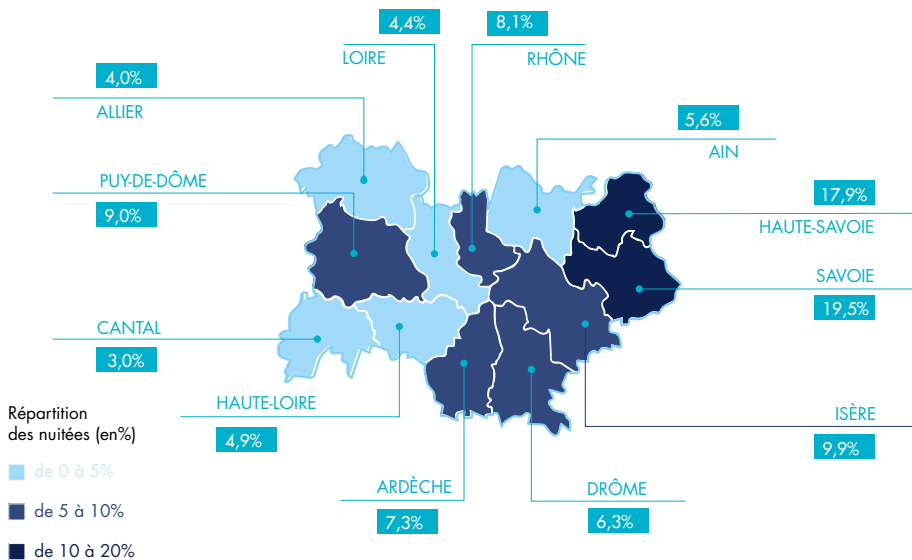 4,4%
LOIRE
8,1%
RHÔNE
4,0%
ALLIER
5,6%
AIN
PUY-DE-DÔME
9,0%
17,9%
HAUTE-SAVOIE
SAVOIE
19,5%
CANTAL
3,0%
HAUTE-LOIRE
4,9%
ISÈRE
9,9%
ARDÈCHE
7,3%
DRÔME
6,3%
Répartition
des nuitées (en%)
de 0 à 5%
de 5 à 10%
de 10 à 20%